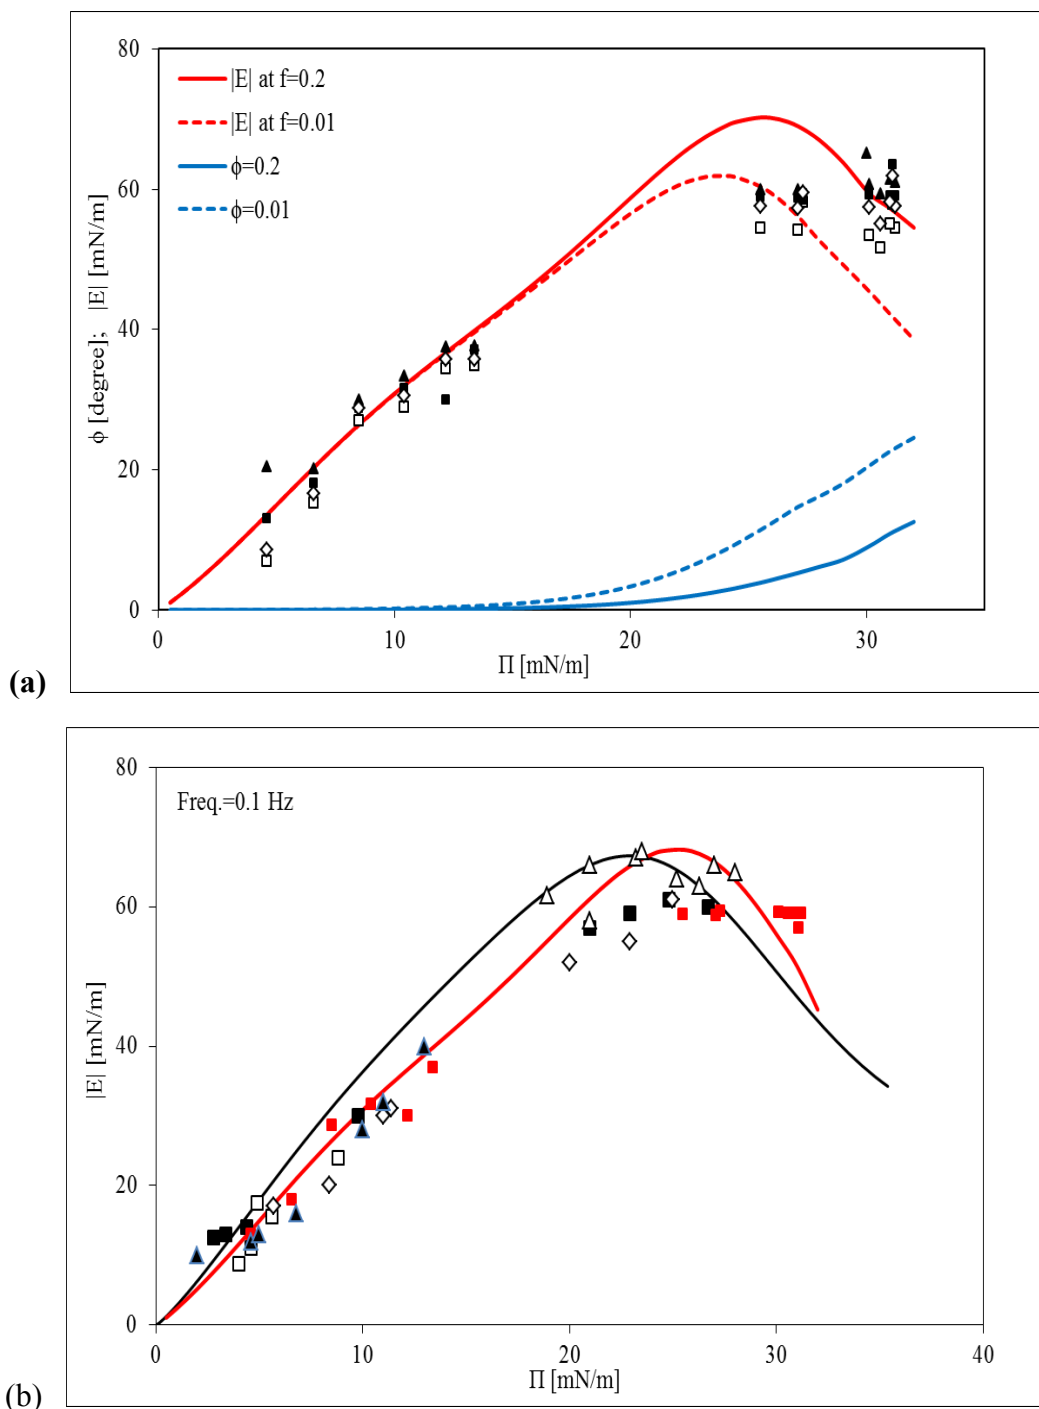 80
|E| at f=0.2
|E| at f=0.01
ϕ=0.2
ϕ=0.01
60
40
20
0
ϕ [degree]; |E| [mN/m]
0 10 20 30
Π [mN/m]
(a)
80
Freq.=0.1 Hz
60
40
20
0
|E| [mN/m]
0 10 20 30 40
Π [mN/m]
(b)